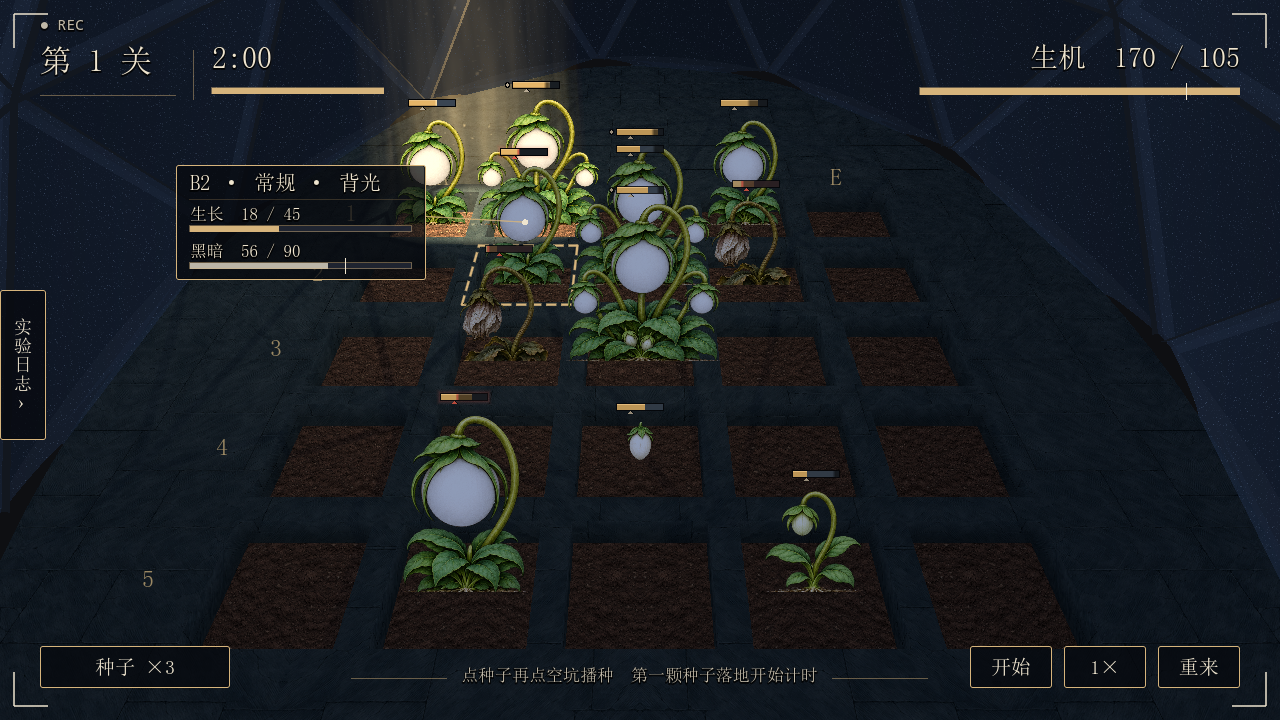 REC
第 1 关
2:00
生机 170 / 105
B2 • 常规 • 背光
生长 18 / 45
黑暗 56 / 90
1
E
3
4
5
实验日志 ›
种子 ×3
点种子再点空坑播种 第一颗种子落地开始计时
开始
1×
重来